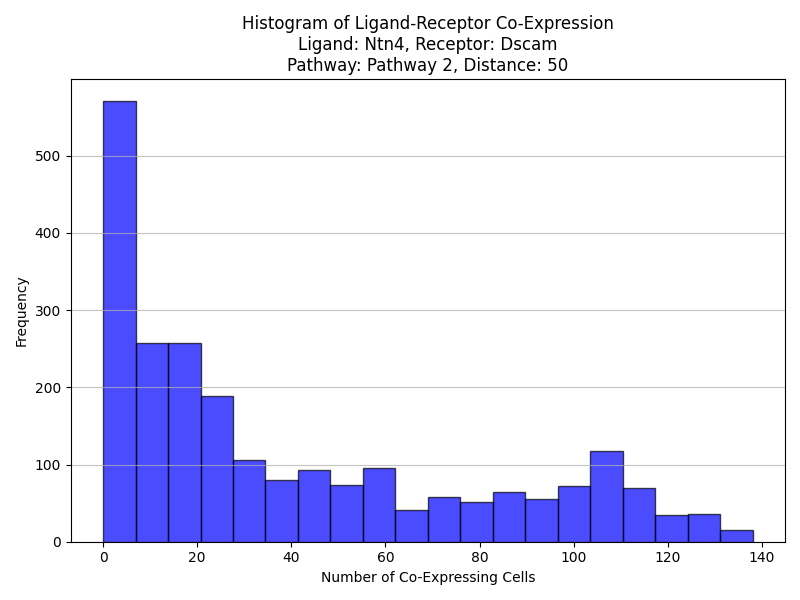 Histogram of Ligand-Receptor Co-Expression
Ligand: Ntn4, Receptor: Dscam
Pathway: Pathway 2, Distance: 50
500
400
300
200
100
0
Frequency
0 20 40 60 80 100 120 140
Number of Co-Expressing Cells